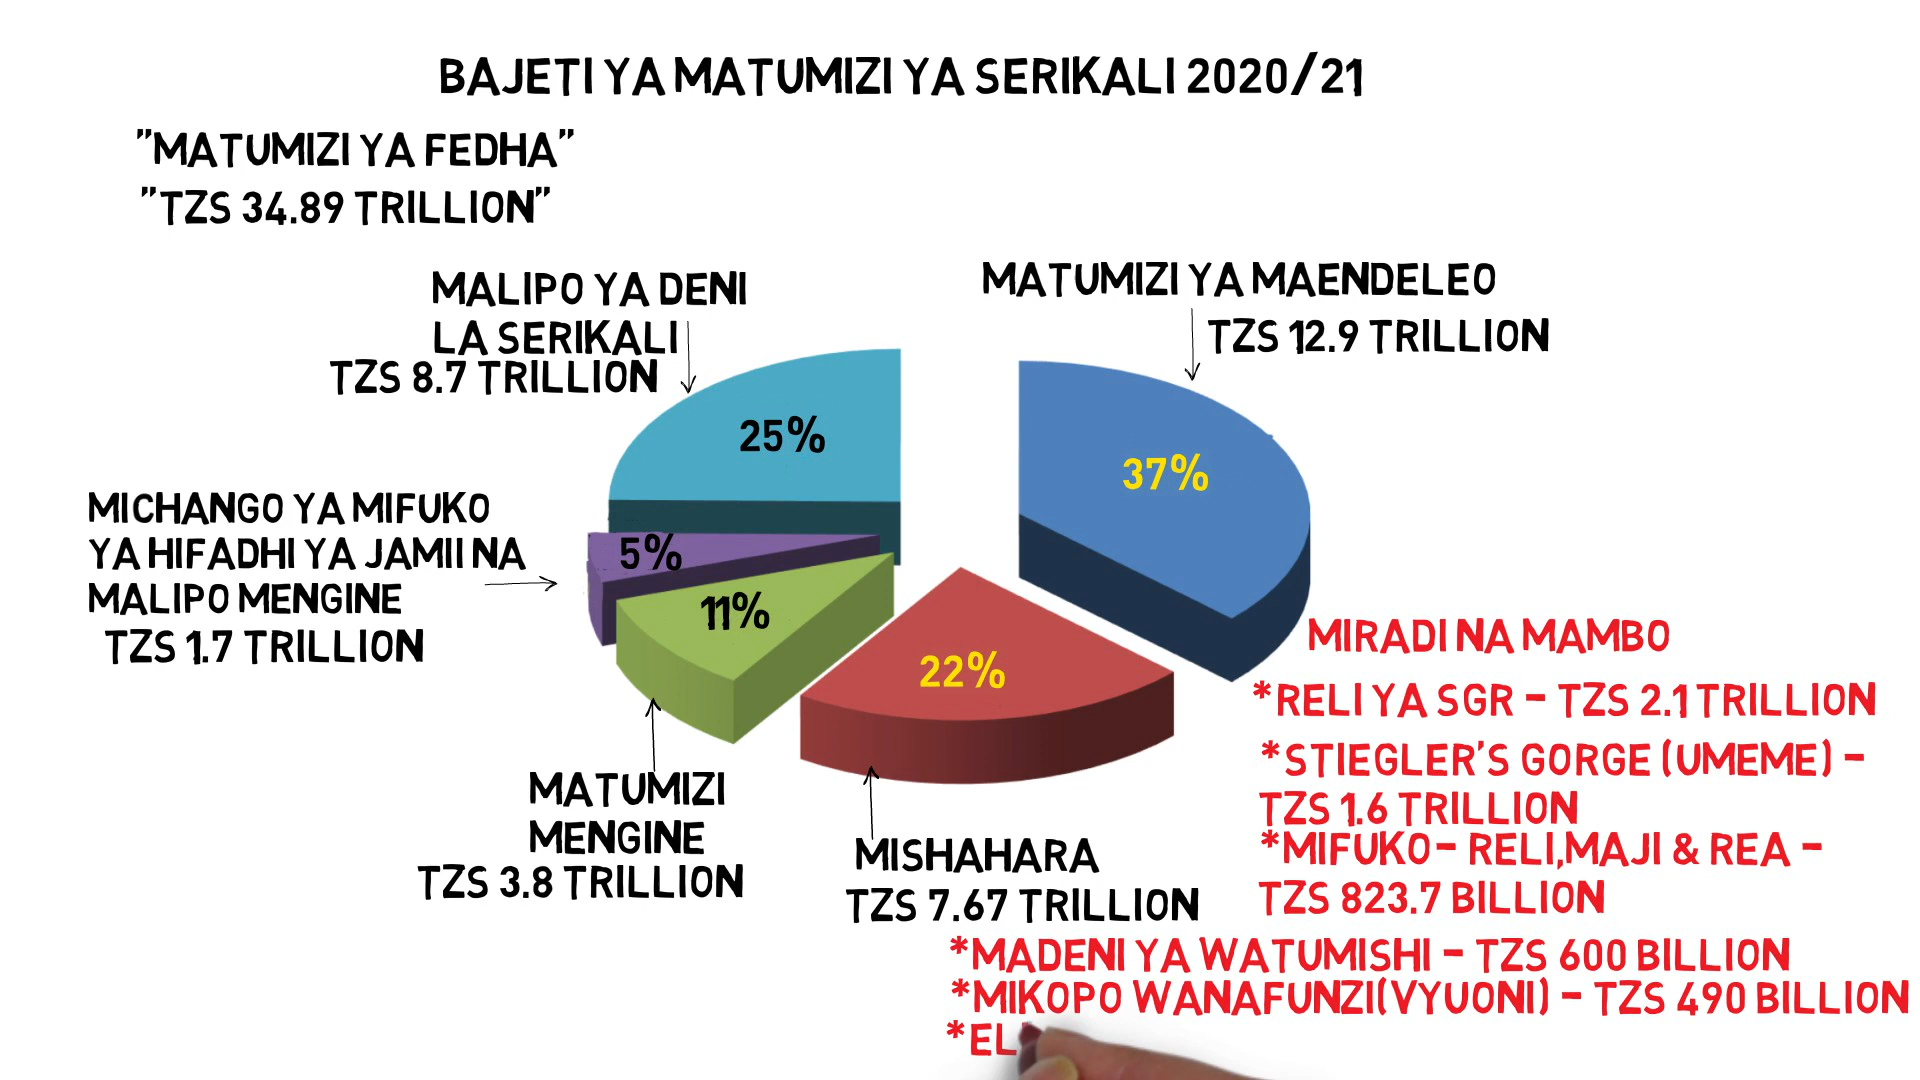 BAJETI YA MATUMIZI YA SERIKALI 2020/21
"MATUMIZI YA FEDHA"
"TZS 34.89 TRILLION"
MALIPO YA DENI
LA SERIKALI
TZS 8.7 TRILLION
MATUMIZI YA MAENDELEO
TZS 12.9 TRILLION
25%
37%
MICHANGO YA MIFUKO
YA HIFADHI YA JAMII NA
MALIPO MENGINE
TZS 1.7 TRILLION
5%
11%
22%
MATUMIZI
MENGINE
TZS 3.8 TRILLION
MISHAHARA
TZS 7.67 TRILLION
MIRADI NA MAMBO
*RELI YA SGR - TZS 2.1 TRILLION
*STIEGLER'S GORGE (UMEME) -
TZS 1.6 TRILLION
*MIFUKO- RELI,MAJI & REA -
TZS 823.7 BILLION
*MADENI YA WATUMISHI - TZS 600 BILLION
*MIKOPO WANAFUNZI(VYUONI) - TZS 490 BILLION
*EL